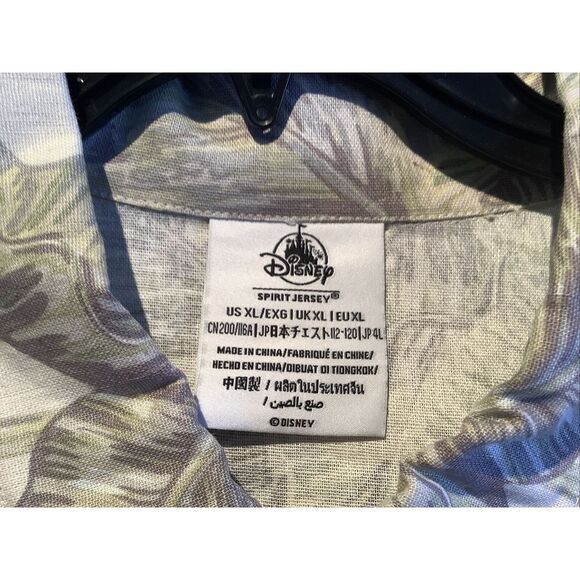 Disney
SPIRIT JERSEY®
US XL/EXG | UK XL | EU XL
CN200/116A | JP日本チェスト112-120 | JP 4L
MADE IN CHINA/FABRIQUÉ EN CHINE/
HECHO EN CHINA/DIBUAT DI TIONGKOK/
中國製 / ผลิตในประเทศจีน
/ صنع بالصين
© DISNEY